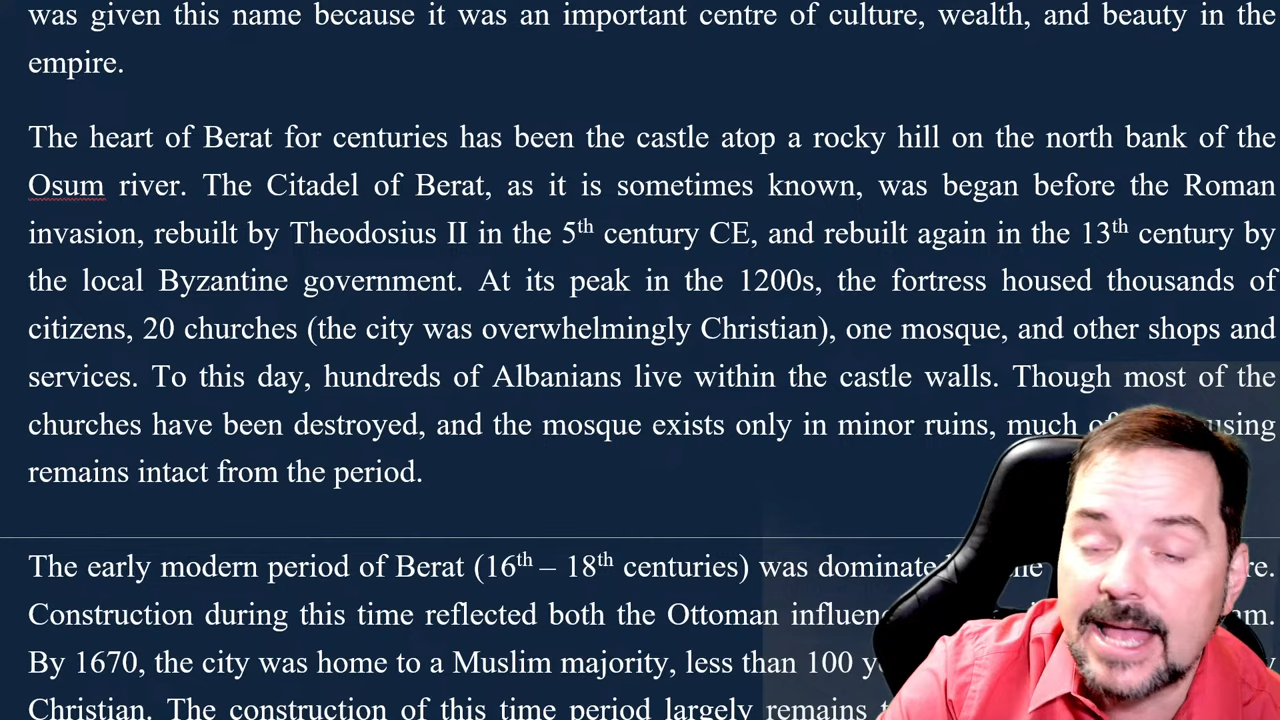 was given this name because it was an important centre of culture, wealth, and beauty in the
empire.
The heart of Berat for centuries has been the castle atop a rocky hill on the north bank of the
Osum river. The Citadel of Berat, as it is sometimes known, was began before the Roman
invasion, rebuilt by Theodosius II in the 5th century CE, and rebuilt again in the 13th century by
the local Byzantine government. At its peak in the 1200s, the fortress housed thousands of
citizens, 20 churches (the city was overwhelmingly Christian), one mosque, and other shops and
services. To this day, hundreds of Albanians live within the castle walls. Though most of the
churches have been destroyed, and the mosque exists only in minor ruins, much
remains intact from the period.
The early modern period of Berat (16th – 18th centuries) was
Construction during this time reflected both the Ottoman
By 1670, the city was home to a Muslim majority, less than 100
Christian. The construction of this time period largely remains